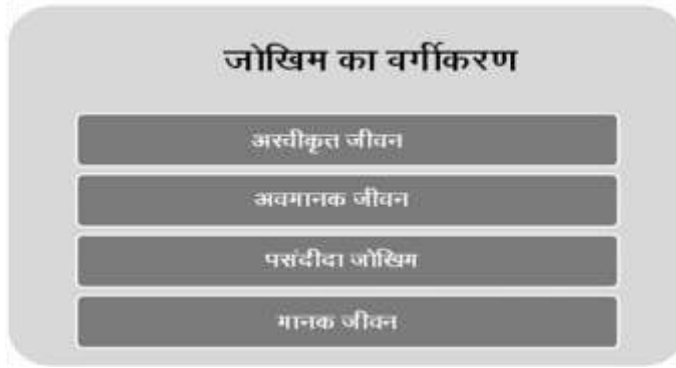 जोखिम का वर्गीकरण
अस्वीकृत जीवन
अवमानक जीवन
पसंदीदा जोखिम
मानक जीवन